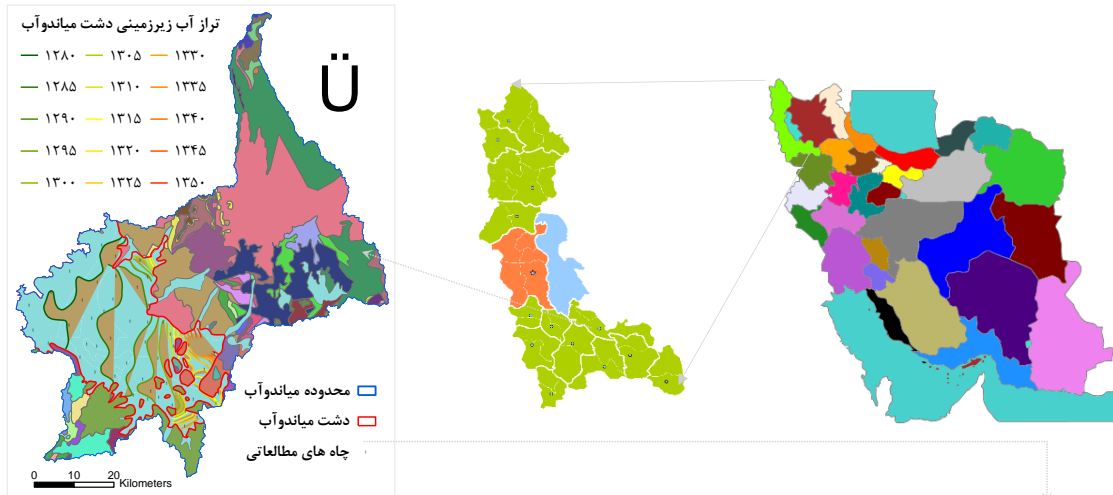 تراز آب زیرزمینی دشت میاندوآب
۱۲۸۰ ۱۳۰۵ ۱۳۳۰
۱۲۸۵ ۱۳۱۰ ۱۳۳۵
۱۲۹۰ ۱۳۱۵ ۱۳۴۰
۱۲۹۵ ۱۳۲۰ ۱۳۴۵
۱۳۰۰ ۱۳۲۵ ۱۳۵۰
Ü
محدوده میاندوآب
دشت میاندوآب
چاه های مطالعاتی
0 10 20
Kilometers